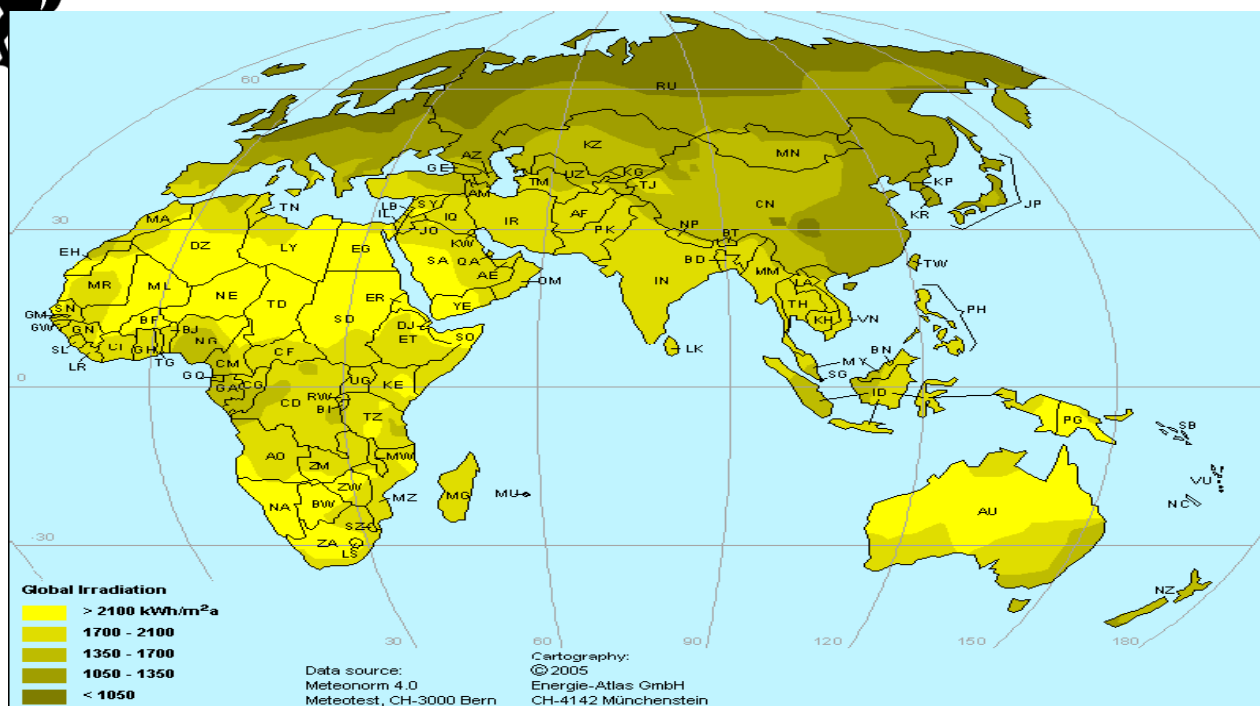 60
RU
AZ
GE
KZ
MN
UZ
KG
TM
TJ
AM
KP
LB
SY
IL
IQ
IR
AF
CN
JP
TN
MA
30
JO
PK
NP
BT
KR
EH
DZ
LY
EG
KW
SA
QA
BD
TW
MR
ML
NE
TD
AE
OM
IN
MM
LA
SN
GM
GW
GN
BF
BJ
ER
YE
TH
PH
SD
DJ
KH
VN
SL
CI
GH
NG
ET
SO
LK
BN
LR
TG
CF
CM
MY
SG
GQ
0
GA
CG
UG
KE
ID
CD
RW
BI
TZ
PG
SB
AO
ZM
MW
ZW
MZ
MG
MU
VU
NA
BW
NC
AU
SZ
-30
ZA
LS
NZ
30
60
90
120
150
180
Global Irradiation
> 2100 kWh/m²a
1700 - 2100
1350 - 1700
1050 - 1350
< 1050
Data source:
Meteonorm 4.0
Meteotest, CH-3000 Bern
Cartography:
© 2005
Energie-Atlas GmbH
CH-4142 Münchenstein